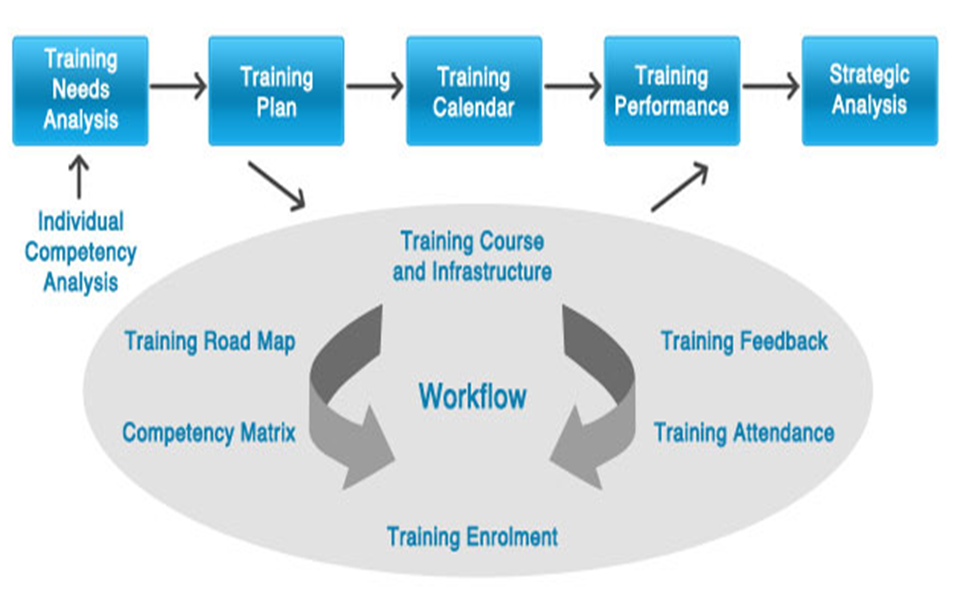 Training
Needs
Analysis
Training
Plan
Training
Calendar
Training
Performance
Strategic
Analysis
Individual
Competency
Analysis
Training Course
and Infrastructure
Training Road Map
Training Feedback
Workflow
Competency Matrix
Training Attendance
Training Enrolment